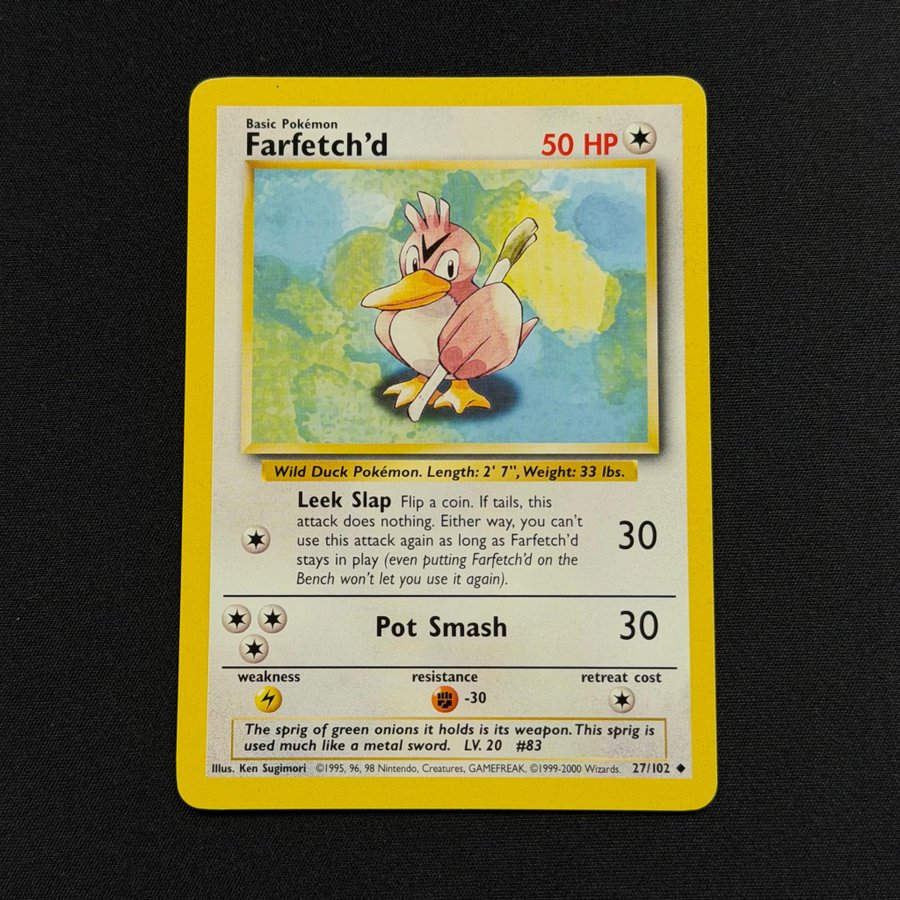 Basic Pokémon
Farfetch'd 50 HP
Wild Duck Pokémon. Length: 2' 7", Weight: 33 lbs.
Leek Slap Flip a coin. If tails, this
attack does nothing. Either way, you can't
use this attack again as long as Farfetch'd
stays in play (even putting Farfetch'd on the
Bench won't let you use it again).
30
Pot Smash 30
weakness resistance retreat cost
-30
The sprig of green onions it holds is its weapon. This sprig is
used much like a metal sword. LV. 20 #83
Illus. Ken Sugimori ©1995, 96, 98 Nintendo, Creatures, GAMEFREAK. ©1999-2000 Wizards. 27/102